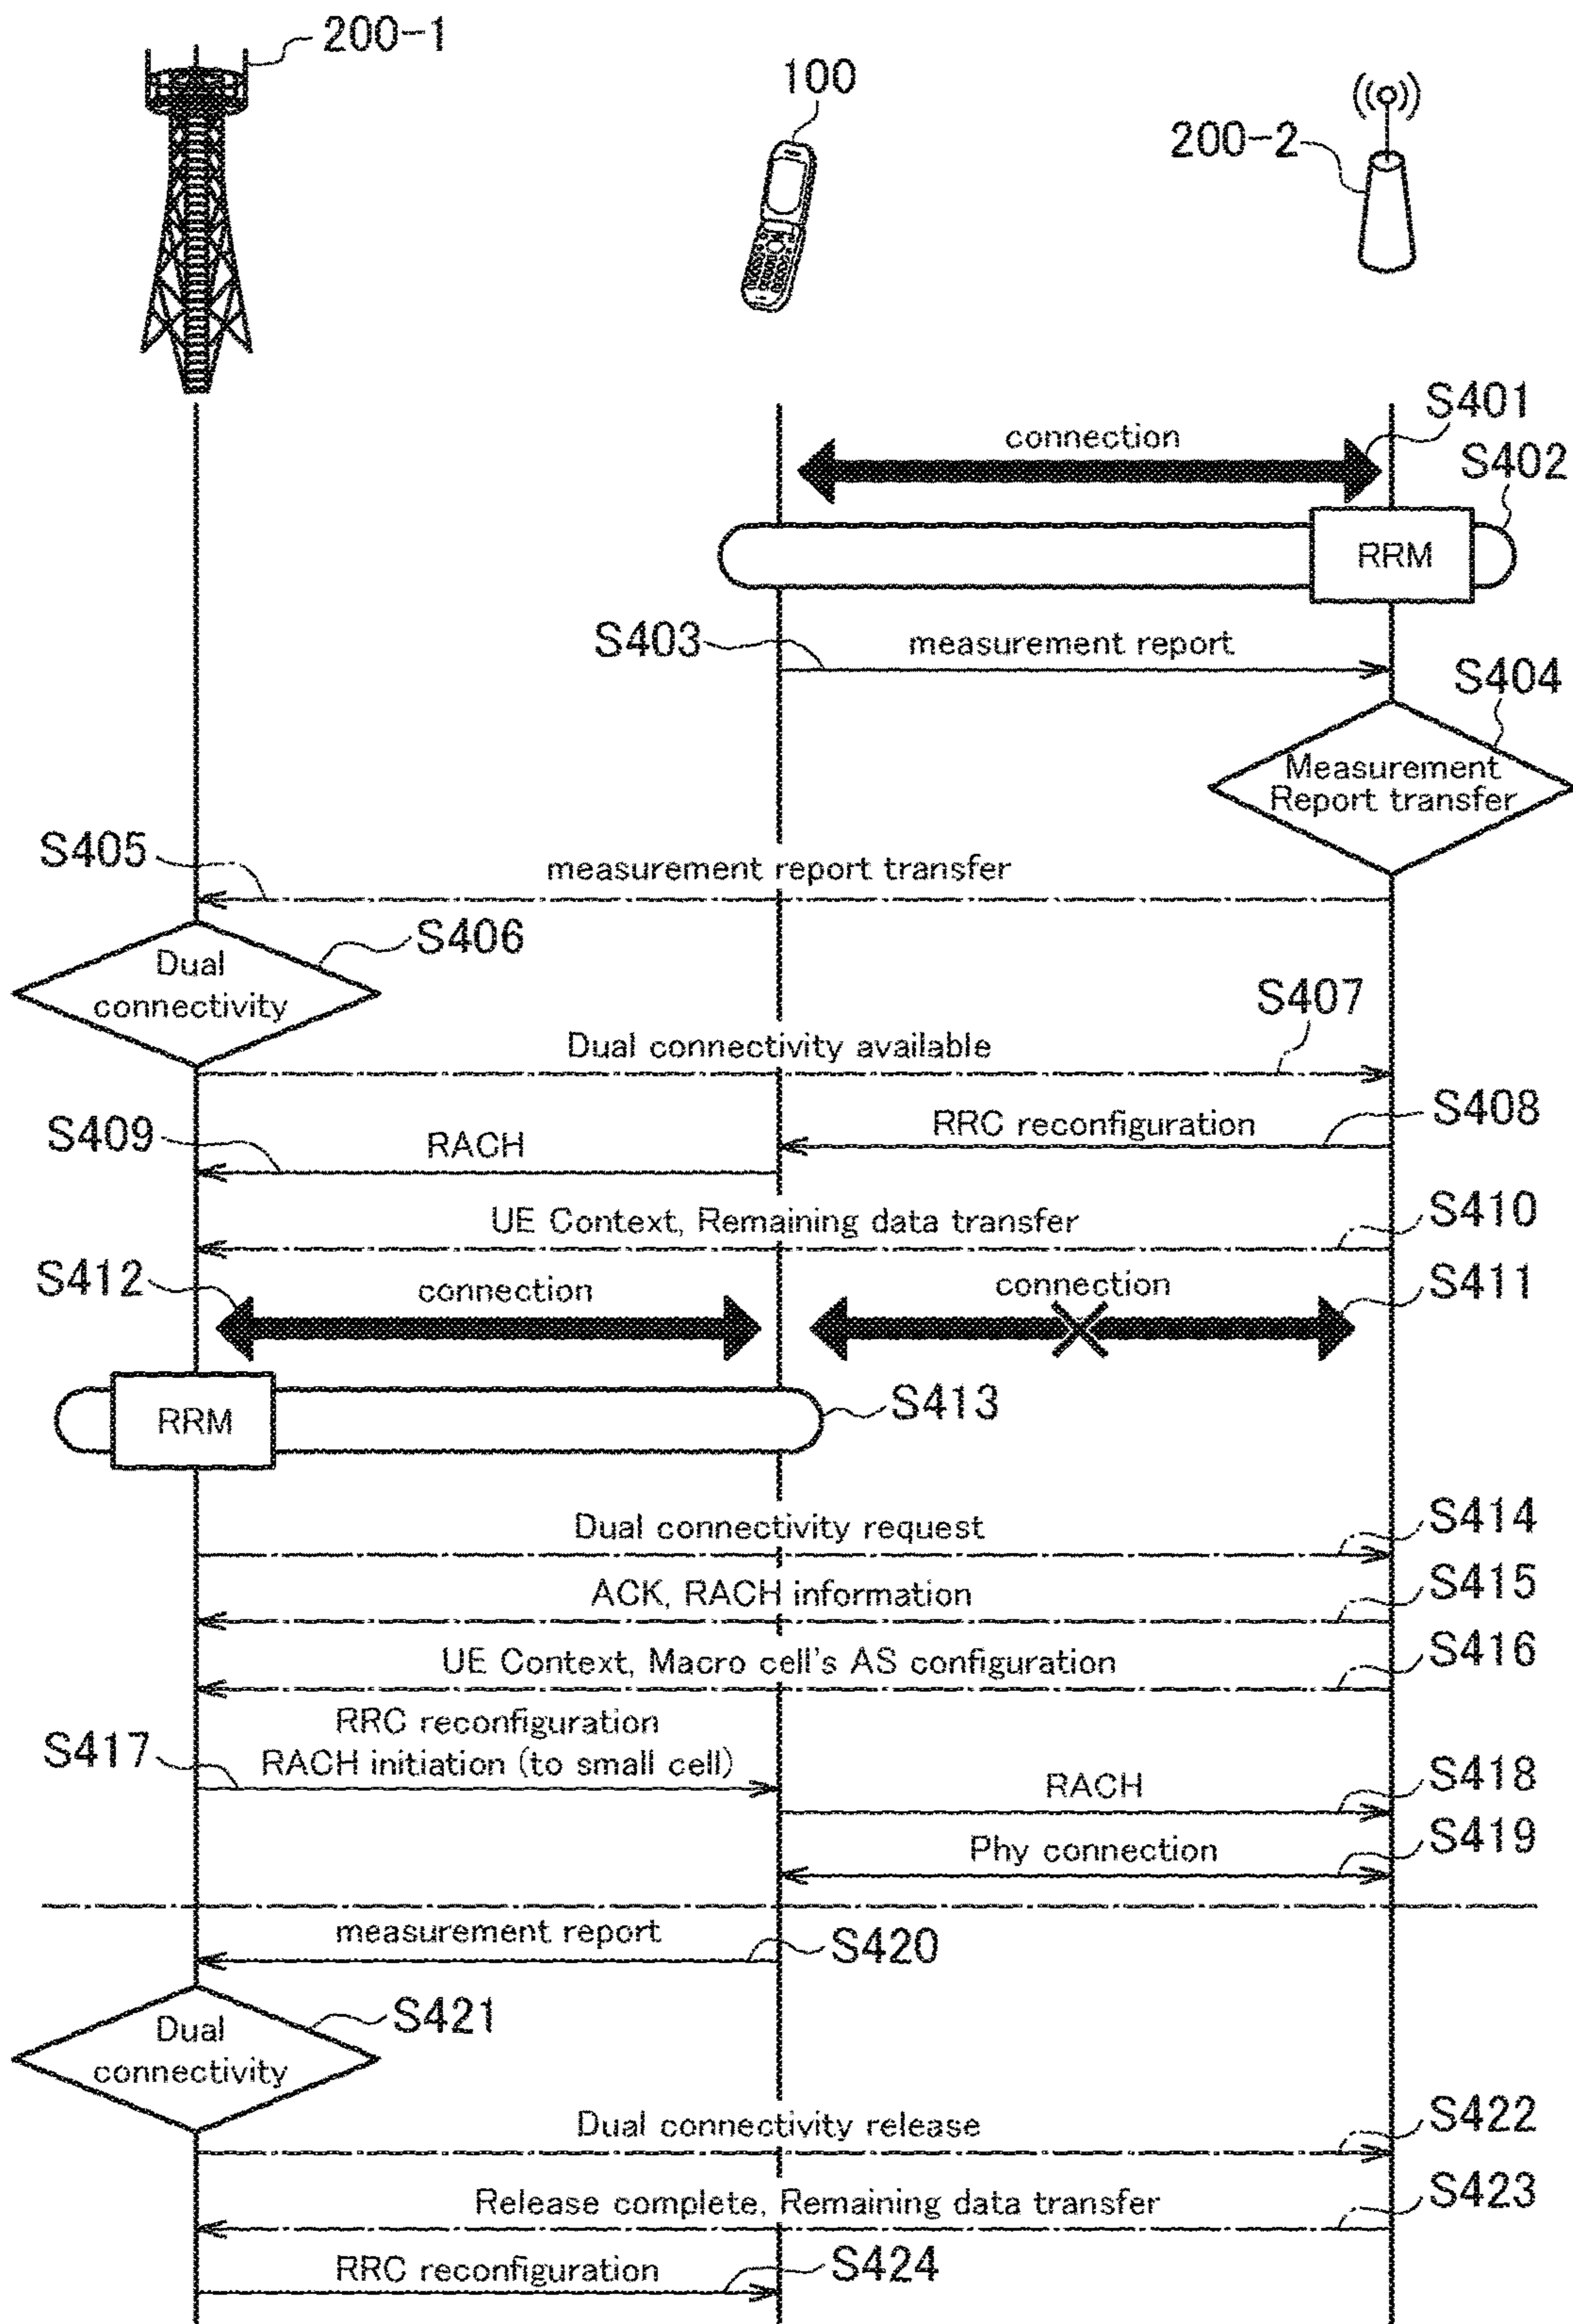 200-1
100
200-2
S401
connection
S402
RRM
S403
measurement report
S404
Measurement
Report transfer
S405
measurement report transfer
S406
Dual
connectivity
S407
Dual connectivity available
S408
RRC reconfiguration
S409
RACH
S410
UE Context, Remaining data transfer
S412
connection
connection
S411
RRM
S413
S414
Dual connectivity request
S415
ACK, RACH information
S416
UE Context, Macro cell's AS configuration
RRC reconfiguration
S417
RACH initiation (to small cell)
RACH
S418
Phy connection
S419
measurement report
S420
S421
Dual
connectivity
Dual connectivity release
S422
Release complete, Remaining data transfer
S423
RRC reconfiguration
S424